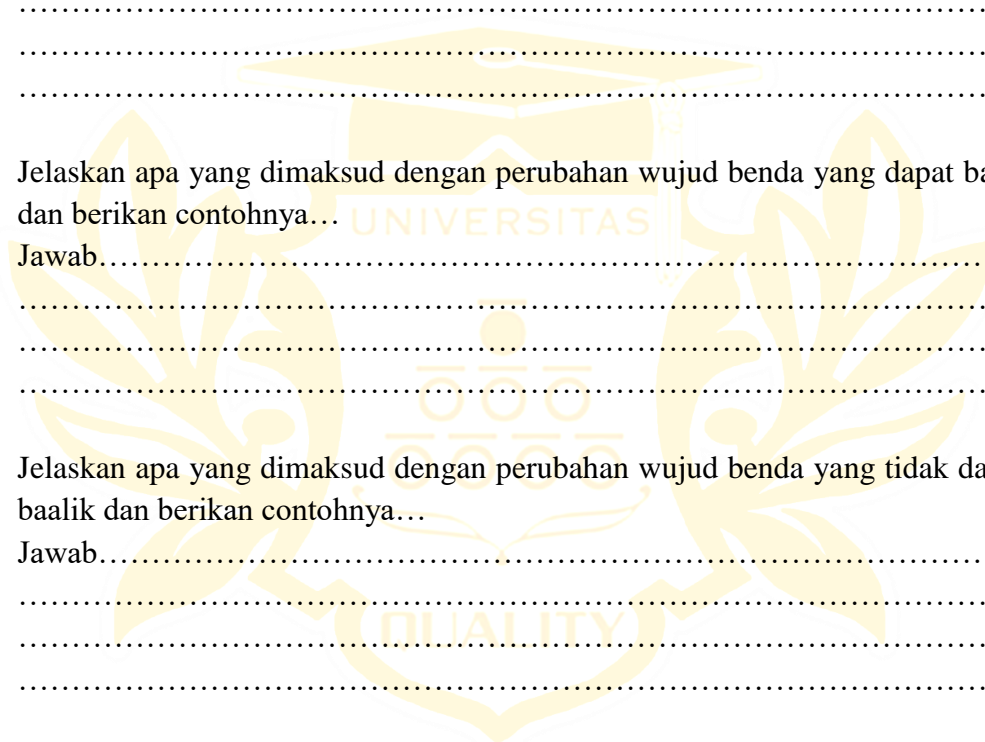 ……………………………………………………………………………………
……………………………………………………………………………………
……………………………………………………………………………………
Jelaskan apa yang dimaksud dengan perubahan wujud benda yang dapat ba
dan berikan contohnya…
UNIVERSITAS
Jawab……………………………………………………………………………
……………………………………………………………………………………
……………………………………………………………………………………
……………………………………………………………………………………
Jelaskan apa yang dimaksud dengan perubahan wujud benda yang tidak da
baalik dan berikan contohnya…
Jawab……………………………………………………………………………
……………………………………………………………………………………
QUALITY
……………………………………………………………………………………
……………………………………………………………………………………